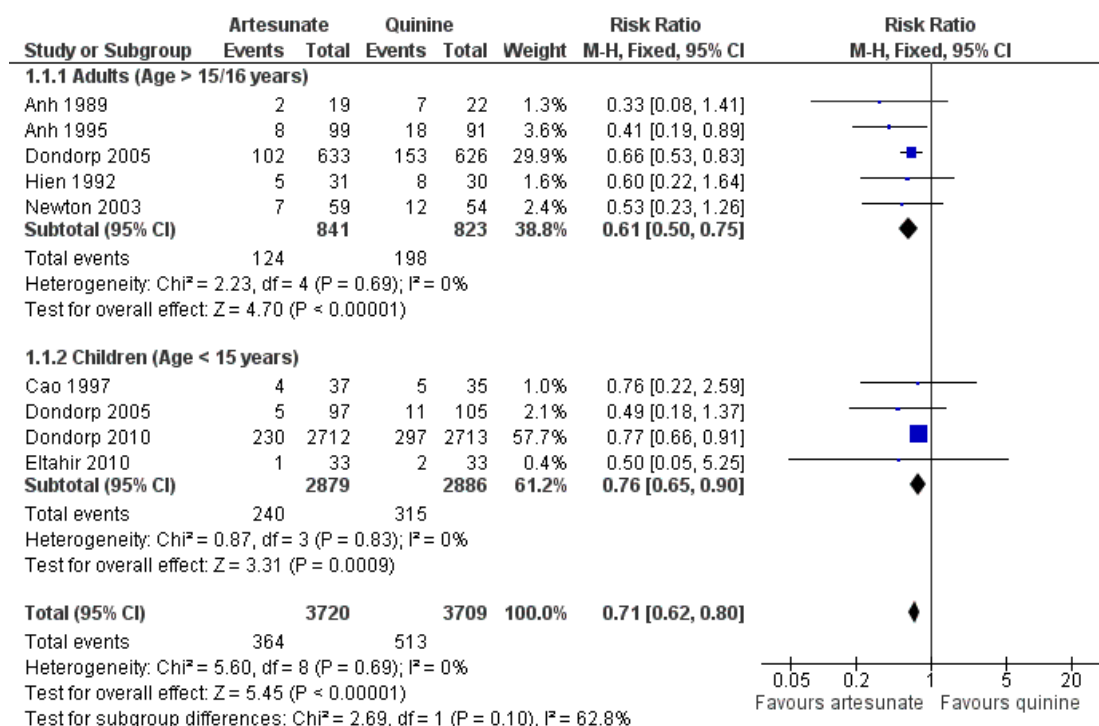 Artesunate Quinine Risk Ratio Risk Ratio
Study or Subgroup Events Total Events Total Weight M-H, Fixed, 95% CI M-H, Fixed, 95% CI
1.1.1 Adults (Age > 15/16 years)
Anh 1989 2 19 7 22 1.3% 0.33 [0.08, 1.41]
Anh 1995 8 99 18 91 3.6% 0.41 [0.19, 0.89]
Dondorp 2005 102 633 153 626 29.9% 0.66 [0.53, 0.83]
Hien 1992 5 31 8 30 1.6% 0.60 [0.22, 1.64]
Newton 2003 7 59 12 54 2.4% 0.53 [0.23, 1.26]
Subtotal (95% CI) 841 823 38.8% 0.61 [0.50, 0.75]
Total events 124 198
Heterogeneity: Chi² = 2.23, df = 4 (P = 0.69); I² = 0%
Test for overall effect: Z = 4.70 (P < 0.00001)
1.1.2 Children (Age < 15 years)
Cao 1997 4 37 5 35 1.0% 0.76 [0.22, 2.59]
Dondorp 2005 5 97 11 105 2.1% 0.49 [0.18, 1.37]
Dondorp 2010 230 2712 297 2713 57.7% 0.77 [0.66, 0.91]
Eltahir 2010 1 33 2 33 0.4% 0.50 [0.05, 5.25]
Subtotal (95% CI) 2879 2886 61.2% 0.76 [0.65, 0.90]
Total events 240 315
Heterogeneity: Chi² = 0.87, df = 3 (P = 0.83); I² = 0%
Test for overall effect: Z = 3.31 (P = 0.0009)
Total (95% CI) 3720 3709 100.0% 0.71 [0.62, 0.80]
Total events 364 513
Heterogeneity: Chi² = 5.60, df = 8 (P = 0.69); I² = 0%
Test for overall effect: Z = 5.45 (P < 0.00001)
Test for subgroup differences: Chi² = 2.69, df = 1 (P = 0.10), I² = 62.8%
0.05 0.2 1 5 20
Favours artesunate Favours quinine